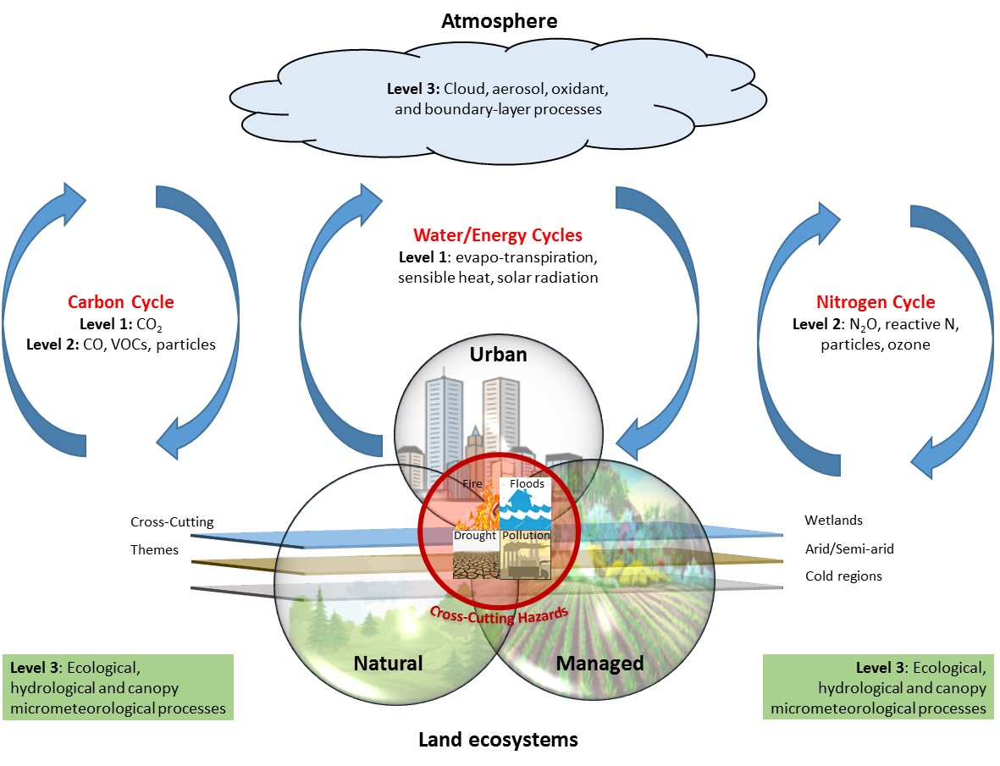 Atmosphere
Level 3: Cloud, aerosol, oxidant,
and boundary-layer processes
Water/Energy Cycles
Level 1: evapo-transpiration,
sensible heat, solar radiation
Carbon Cycle
Level 1: CO₂
Level 2: CO, VOCs, particles
Nitrogen Cycle
Level 2: N₂O, reactive N,
particles, ozone
Urban
Fire
Floods
Drought
Pollution
Cross-Cutting Hazards
Cross-Cutting
Themes
Wetlands
Arid/Semi-arid
Cold regions
Natural
Managed
Level 3: Ecological,
hydrological and canopy
micrometeorological processes
Level 3: Ecological,
hydrological and canopy
micrometeorological processes
Land ecosystems